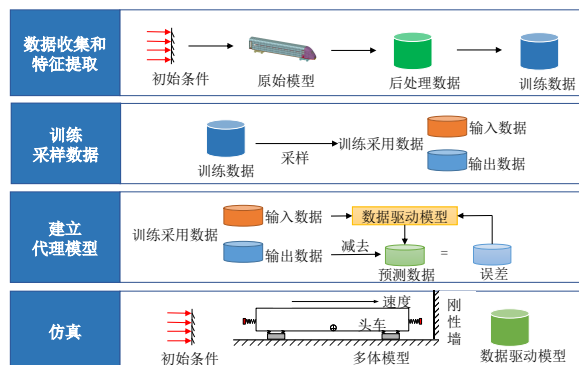 数据收集和
特征提取
初始条件
原始模型
后处理数据
训练数据
训练
采样数据
训练数据
采样
训练采用数据
输入数据
输出数据
建立
代理模型
训练采用数据
输入数据
输出数据
减去
数据驱动模型
预测数据
=
误差
仿真
初始条件
速度
头车
多体模型
刚性墙
数据驱动模型